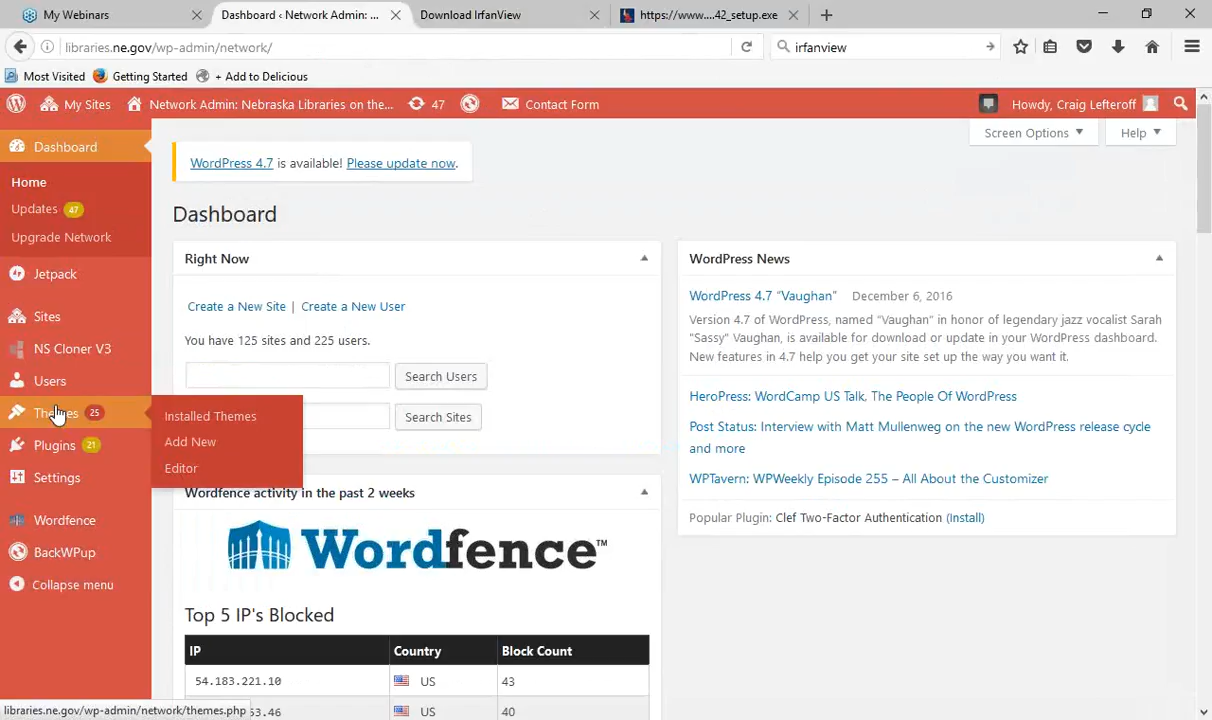 My Webinars
Dashboard ‹ Network Admin: ...
Download IrfanView
https://www....42_setup.exe
libraries.ne.gov/wp-admin/network/
irfanview
Most Visited
Getting Started
+ Add to Delicious
My Sites
Network Admin: Nebraska Libraries on the...
47
Contact Form
Howdy, Craig Lefteroff
Dashboard
Home
Updates 47
Upgrade Network
Jetpack
Sites
NS Cloner V3
Users
Themes 25
Plugins 21
Settings
Wordfence
BackWPup
Collapse menu
Installed Themes
Add New
Editor
Screen Options
Help
WordPress 4.7 is available! Please update now.
Dashboard
Right Now
Create a New Site | Create a New User
You have 125 sites and 225 users.
Search Users
Search Sites
Wordfence activity in the past 2 weeks
Wordfence™
Top 5 IP's Blocked
IP Country Block Count
54.183.221.10 US 43
53.46 US 40
WordPress News
WordPress 4.7 “Vaughan” December 6, 2016
Version 4.7 of WordPress, named “Vaughan” in honor of legendary jazz vocalist Sarah
“Sassy” Vaughan, is available for download or update in your WordPress dashboard.
New features in 4.7 help you get your site set up the way you want it.
HeroPress: WordCamp US Talk, The People Of WordPress
Post Status: Interview with Matt Mullenweg on the new WordPress release cycle
and more
WPTavern: WPWeekly Episode 255 – All About the Customizer
Popular Plugin: Clef Two-Factor Authentication (Install)
libraries.ne.gov/wp-admin/network/themes.php